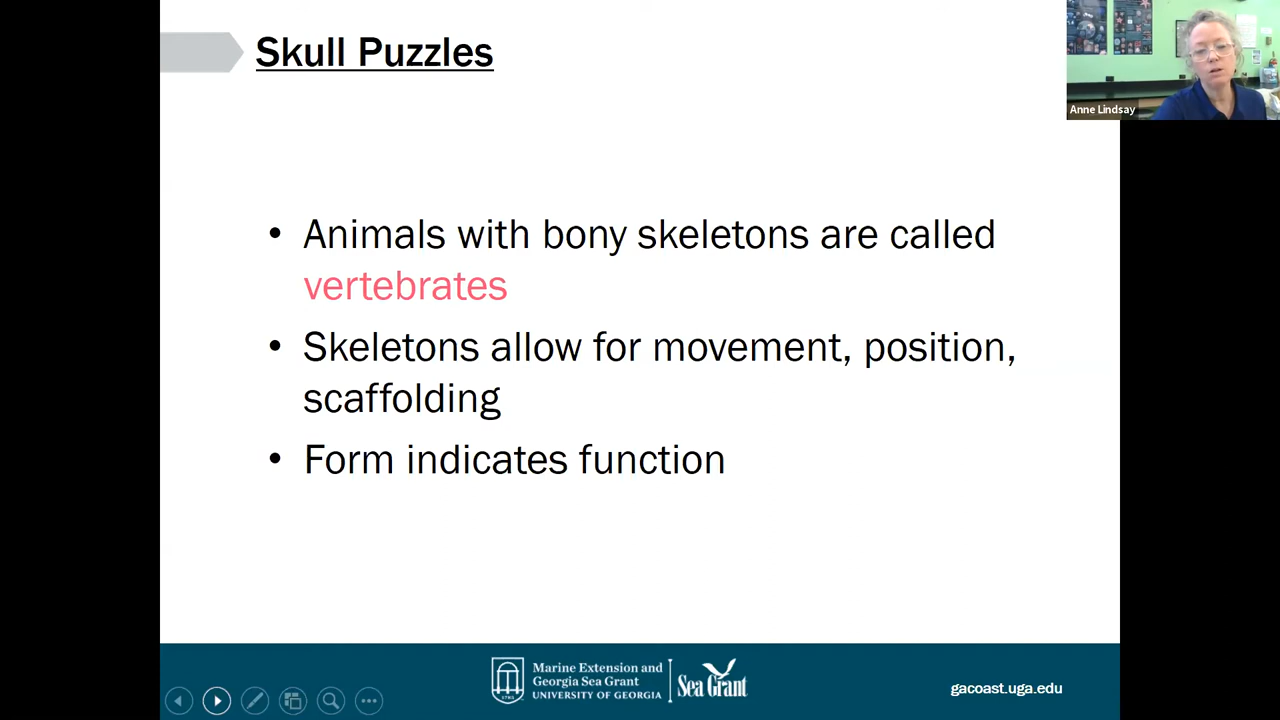 Skull Puzzles
Anne Lindsay
• Animals with bony skeletons are called
vertebrates
• Skeletons allow for movement, position,
scaffolding
• Form indicates function
Marine Extension and
Georgia Sea Grant
UNIVERSITY OF GEORGIA
Sea Grant
gacoast.uga.edu